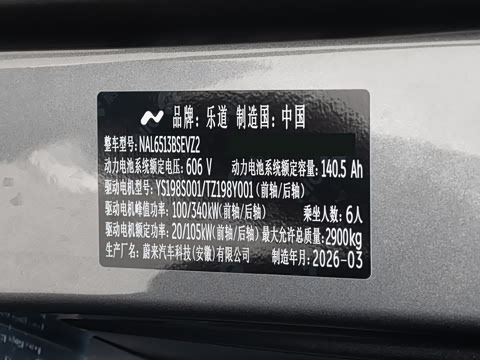 品牌：乐道 制造国：中国
整车型号：NAL6513BSEVZ2
动力电池系统额定电压：606 V 动力电池系统额定容量：140.5 Ah
驱动电机型号：YS198S001/TZ198Y001（前轴/后轴）
驱动电机峰值功率：100/340kW（前轴/后轴） 乘坐人数：6人
驱动电机额定功率：20/105kW（前轴/后轴）最大允许总质量：2900kg
生产厂名：蔚来汽车科技（安徽）有限公司 制造年月：2026-03